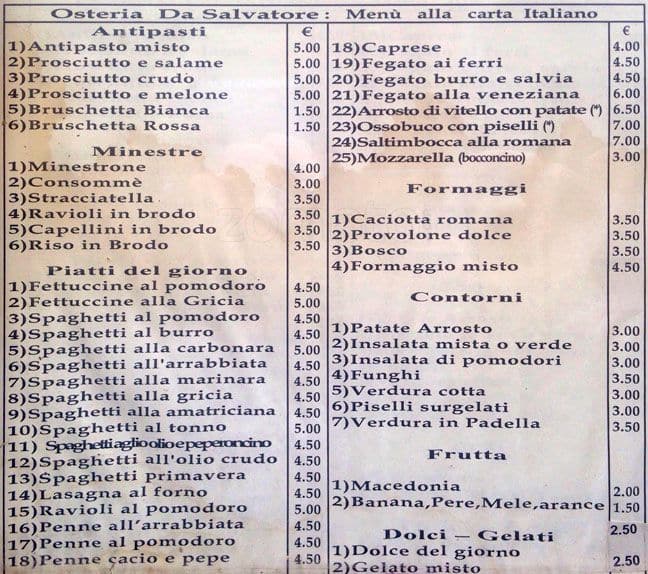 Osteria Da Salvatore: Menù alla carta Italiano
Antipasti €
1)Antipasto misto 5.00
2)Prosciutto e salame 5.00
3)Prosciutto crudo 5.00
4)Prosciutto e melone 5.00
5)Bruschetta Bianca 1.50
6)Bruschetta Rossa 1.50
Minestre
1)Minestrone 4.00
2)Consommè 3.00
3)Stracciatella 3.50
4)Ravioli in brodo 3.50
5)Capellini in brodo 3.50
6)Riso in Brodo 3.50
Piatti del giorno
1)Fettuccine al pomodoro 4.50
2)Fettuccine alla Gricia 5.00
3)Spaghetti al pomodoro 4.50
4)Spaghetti al burro 4.50
5)Spaghetti alla carbonara 5.00
6)Spaghetti all'arrabbiata 4.50
7)Spaghetti alla marinara 4.50
8)Spaghetti alla gricia 4.50
9)Spaghetti alla amatriciana 4.50
10)Spaghetti al tonno 5.00
11) Spaghetti aglio olio e peperoncino 4.50
12)Spaghetti all'olio crudo 4.50
13)Spaghetti primavera 4.50
14)Lasagna al forno 4.50
15)Ravioli al pomodoro 5.00
16)Penne all'arrabbiata 4.50
17)Penne al pomodoro 4.50
18)Penne cacio e pepe 4.50
€
18)Caprese 4.00
19)Fegato ai ferri 4.50
20)Fegato burro e salvia 4.50
21)Fegato alla veneziana 6.00
22)Arrosto di vitello con patate (*) 6.50
23)Ossobuco con piselli (*) 7.00
24)Saltimbocca alla romana 7.00
25)Mozzarella (bocconcino) 3.00
Formaggi
1)Caciotta romana 3.50
2)Provolone dolce 3.50
3)Bosco 3.50
4)Formaggio misto 4.50
Contorni
1)Patate Arrosto 3.00
2)Insalata mista o verde 3.00
3)Insalata di pomodori 3.00
4)Funghi 3.50
5)Verdura cotta 3.00
6)Piselli surgelati 3.00
7)Verdura in Padella 3.50
Frutta
1)Macedonia 2.00
2)Banana,Pere,Mele,arance 1.50
Dolci – Gelati
1)Dolce del giorno 2.50
2)Gelato misto 2.50